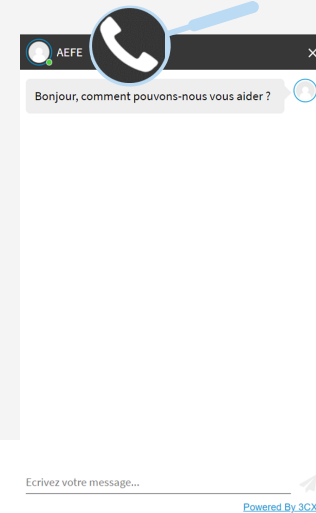 AEFE
Bonjour, comment pouvons-nous vous aider ?
Ecrivez votre message...
Powered By 3CX